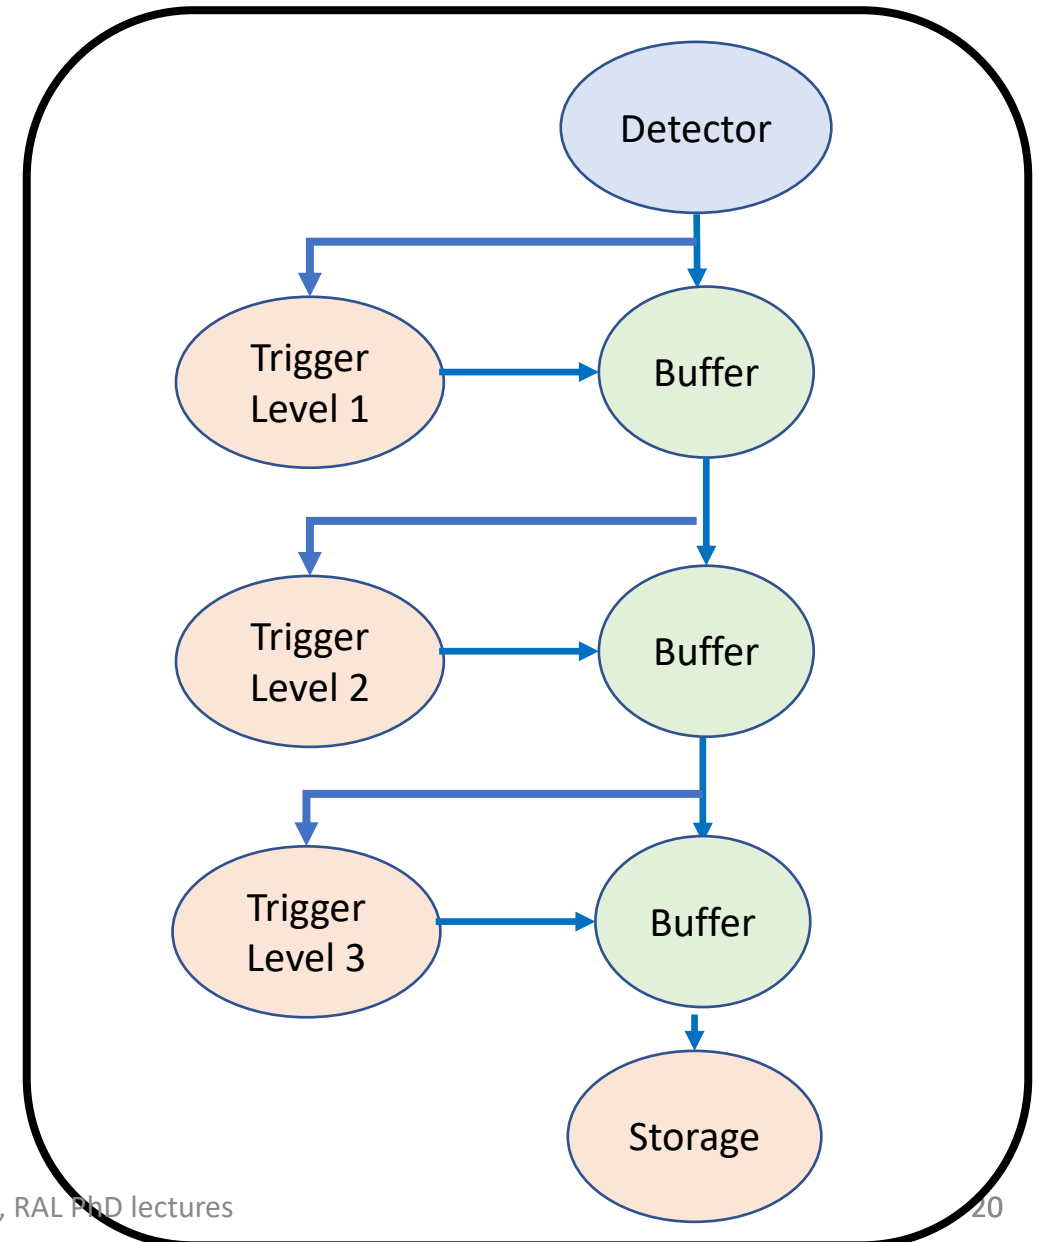 Detector
Trigger
Level 1
Buffer
Trigger
Level 2
Buffer
Trigger
Level 3
Buffer
Storage
, RAL PhD lectures
20